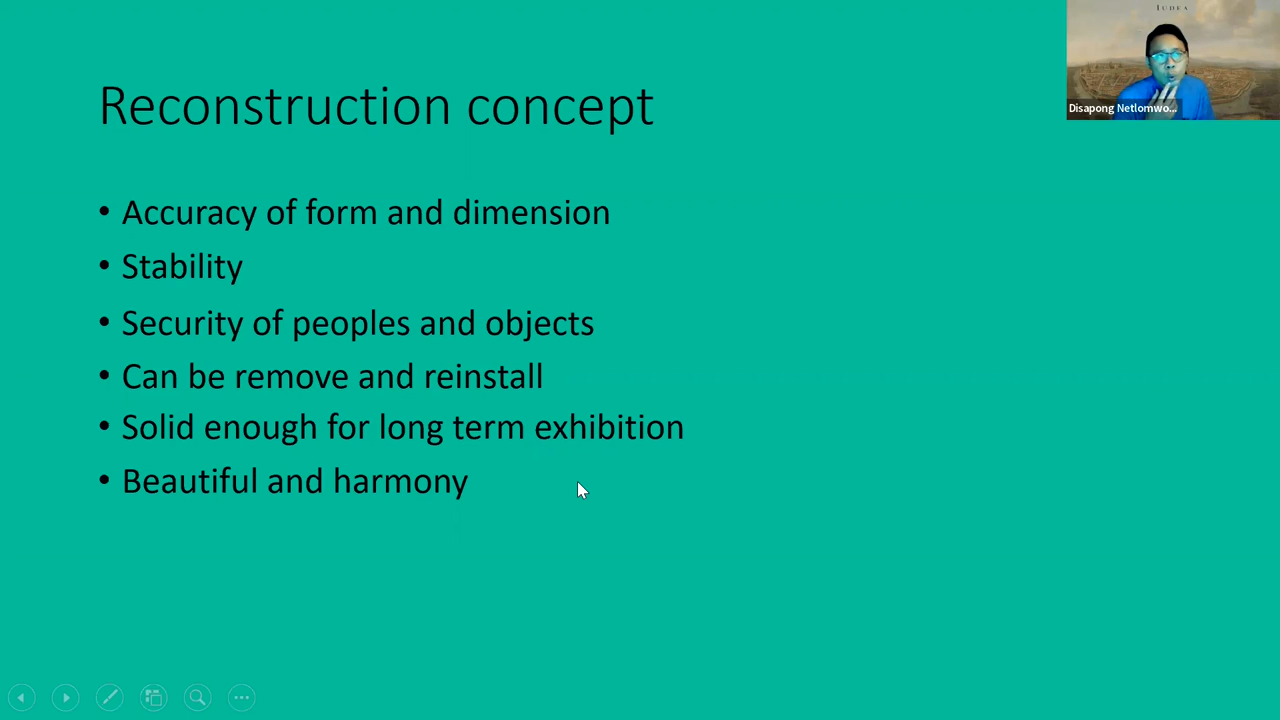 Iudea
Disapong Netlomwo...
Reconstruction concept
• Accuracy of form and dimension
• Stability
• Security of peoples and objects
• Can be remove and reinstall
• Solid enough for long term exhibition
• Beautiful and harmony